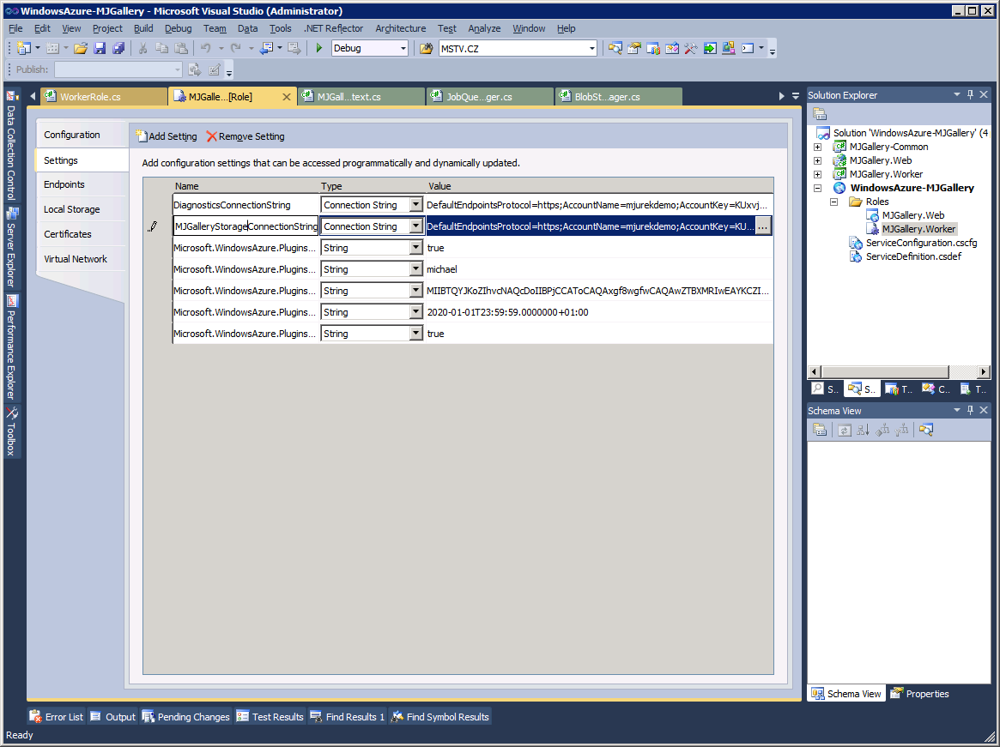 WindowsAzure-MJGallery - Microsoft Visual Studio (Administrator)
File Edit View Project Build Debug Team Data Tools .NET Reflector Architecture Test Analyze Window Help
Debug MSTV.CZ
Publish:
WorkerRole.cs MJGalle...[Role] MJGall...text.cs JobQue...ger.cs BlobSt...ager.cs
Data Collection Control
Server Explorer
Performance Explorer
Toolbox
Configuration
Settings
Endpoints
Local Storage
Certificates
Virtual Network
Add Setting Remove Setting
Add configuration settings that can be accessed programmatically and dynamically updated.
Name Type Value
DiagnosticsConnectionString Connection String DefaultEndpointsProtocol=https;AccountName=mjurekdemo;AccountKey=KUxvj...
MJGalleryStorageConnectionString Connection String DefaultEndpointsProtocol=https;AccountName=mjurekdemo;AccountKey=KU... ...
Microsoft.WindowsAzure.Plugins... String true
Microsoft.WindowsAzure.Plugins... String michael
Microsoft.WindowsAzure.Plugins... String MIIBTQYJKoZIhvcNAQcDoIIBPjCCAToCAQAxgf8wgfwCAQAwZTBXMRIwEAYKCZI...
Microsoft.WindowsAzure.Plugins... String 2020-01-01T23:59:59.0000000+01:00
Microsoft.WindowsAzure.Plugins... String true
Solution Explorer
Solution 'WindowsAzure-MJGallery' (4
MJGallery-Common
MJGallery.Web
MJGallery.Worker
WindowsAzure-MJGallery
Roles
MJGallery.Web
MJGallery.Worker
ServiceConfiguration.cscfg
ServiceDefinition.csdef
S.. S.. T.. C.. T..
Schema View
Schema View Properties
Error List Output Pending Changes Test Results Find Results 1 Find Symbol Results
Ready